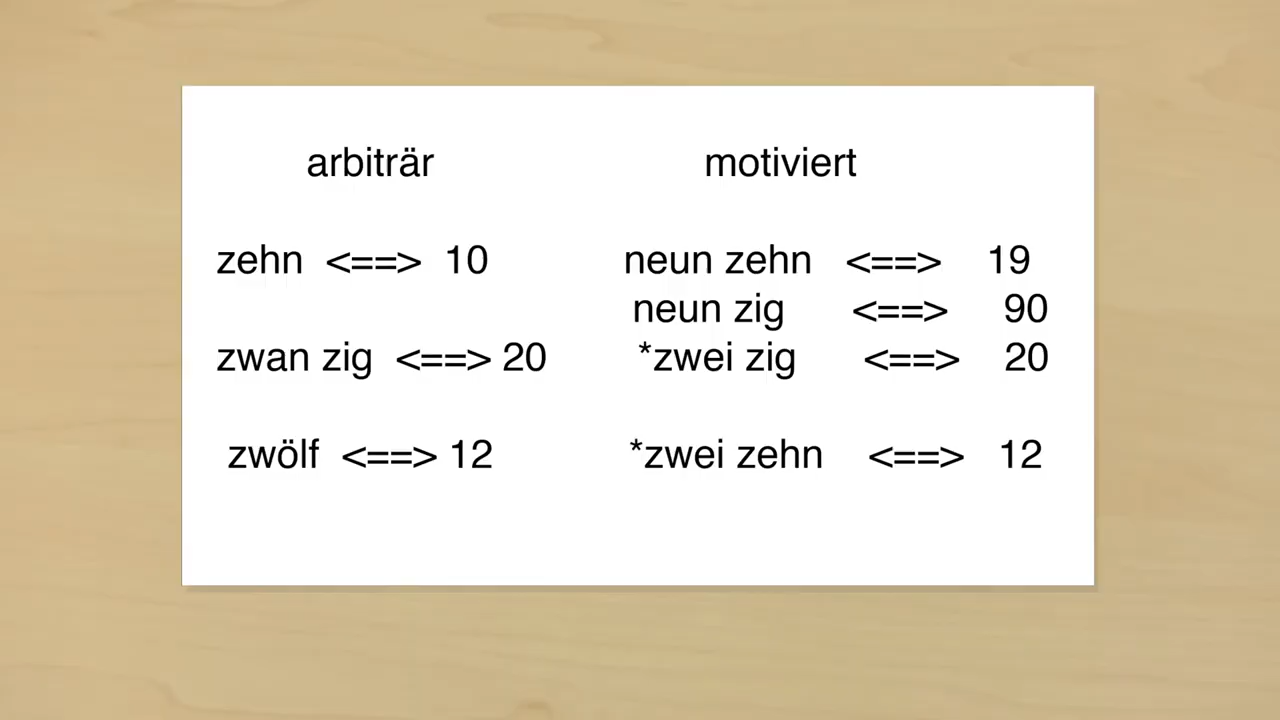 arbiträr motiviert
zehn <==> 10 neun zehn <==> 19
neun zig <==> 90
zwan zig <==> 20 *zwei zig <==> 20
zwölf <==> 12 *zwei zehn <==> 12